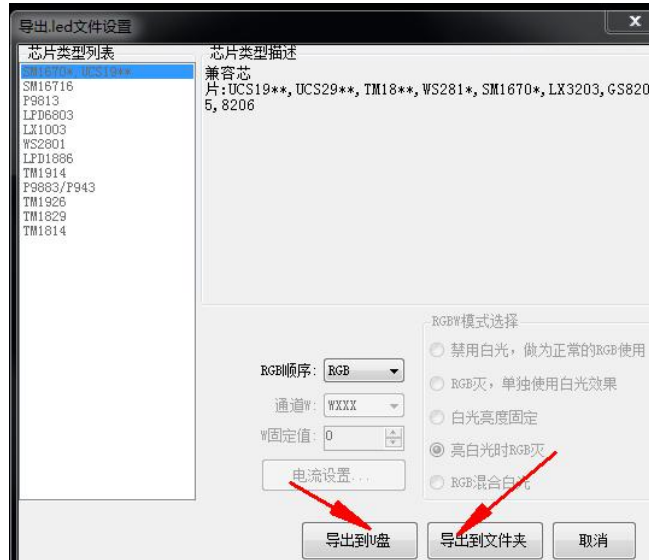 导出.led文件设置
x
芯片类型列表
SM1670*,UCS19**
SM16716
P9813
LPD6803
LX1003
WS2801
LPD1886
TM1914
P9883/P943
TM1926
TM1829
TM1814
芯片类型描述
兼容芯
片:UCS19**,UCS29**,TM18**,WS281*,SM1670*,LX3203,GS820
5,8206
RGB顺序: RGB
通道W: WXXX
W固定值: 0
电流设置...
RGBW模式选择
禁用白光，做为正常的RGB使用
RGB灭，单独使用白光效果
白光亮度固定
亮白光时RGB灭
RGB混合白光
导出到U盘
导出到文件夹
取消